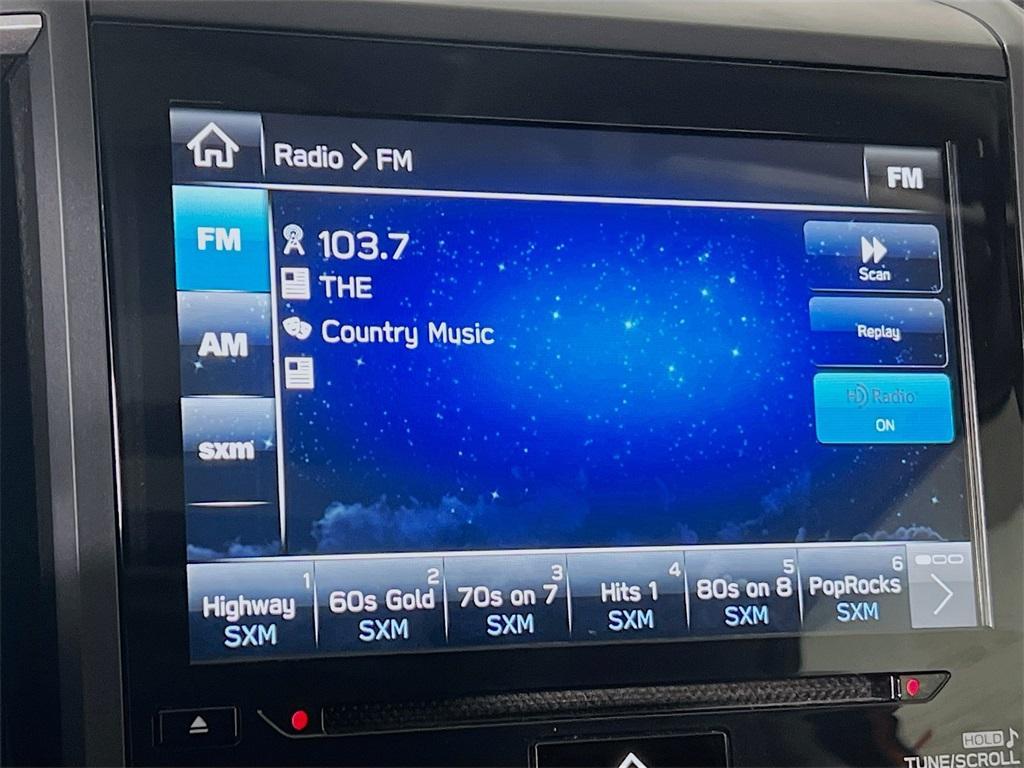 Radio > FM
FM
FM
103.7
THE
Country Music
AM
sxm
Scan
Replay
HD Radio
ON
1
Highway
SXM
2
60s Gold
SXM
3
70s on 7
SXM
4
Hits 1
SXM
5
80s on 8
SXM
6
PopRocks
SXM
HOLD
TUNE/SCROLL